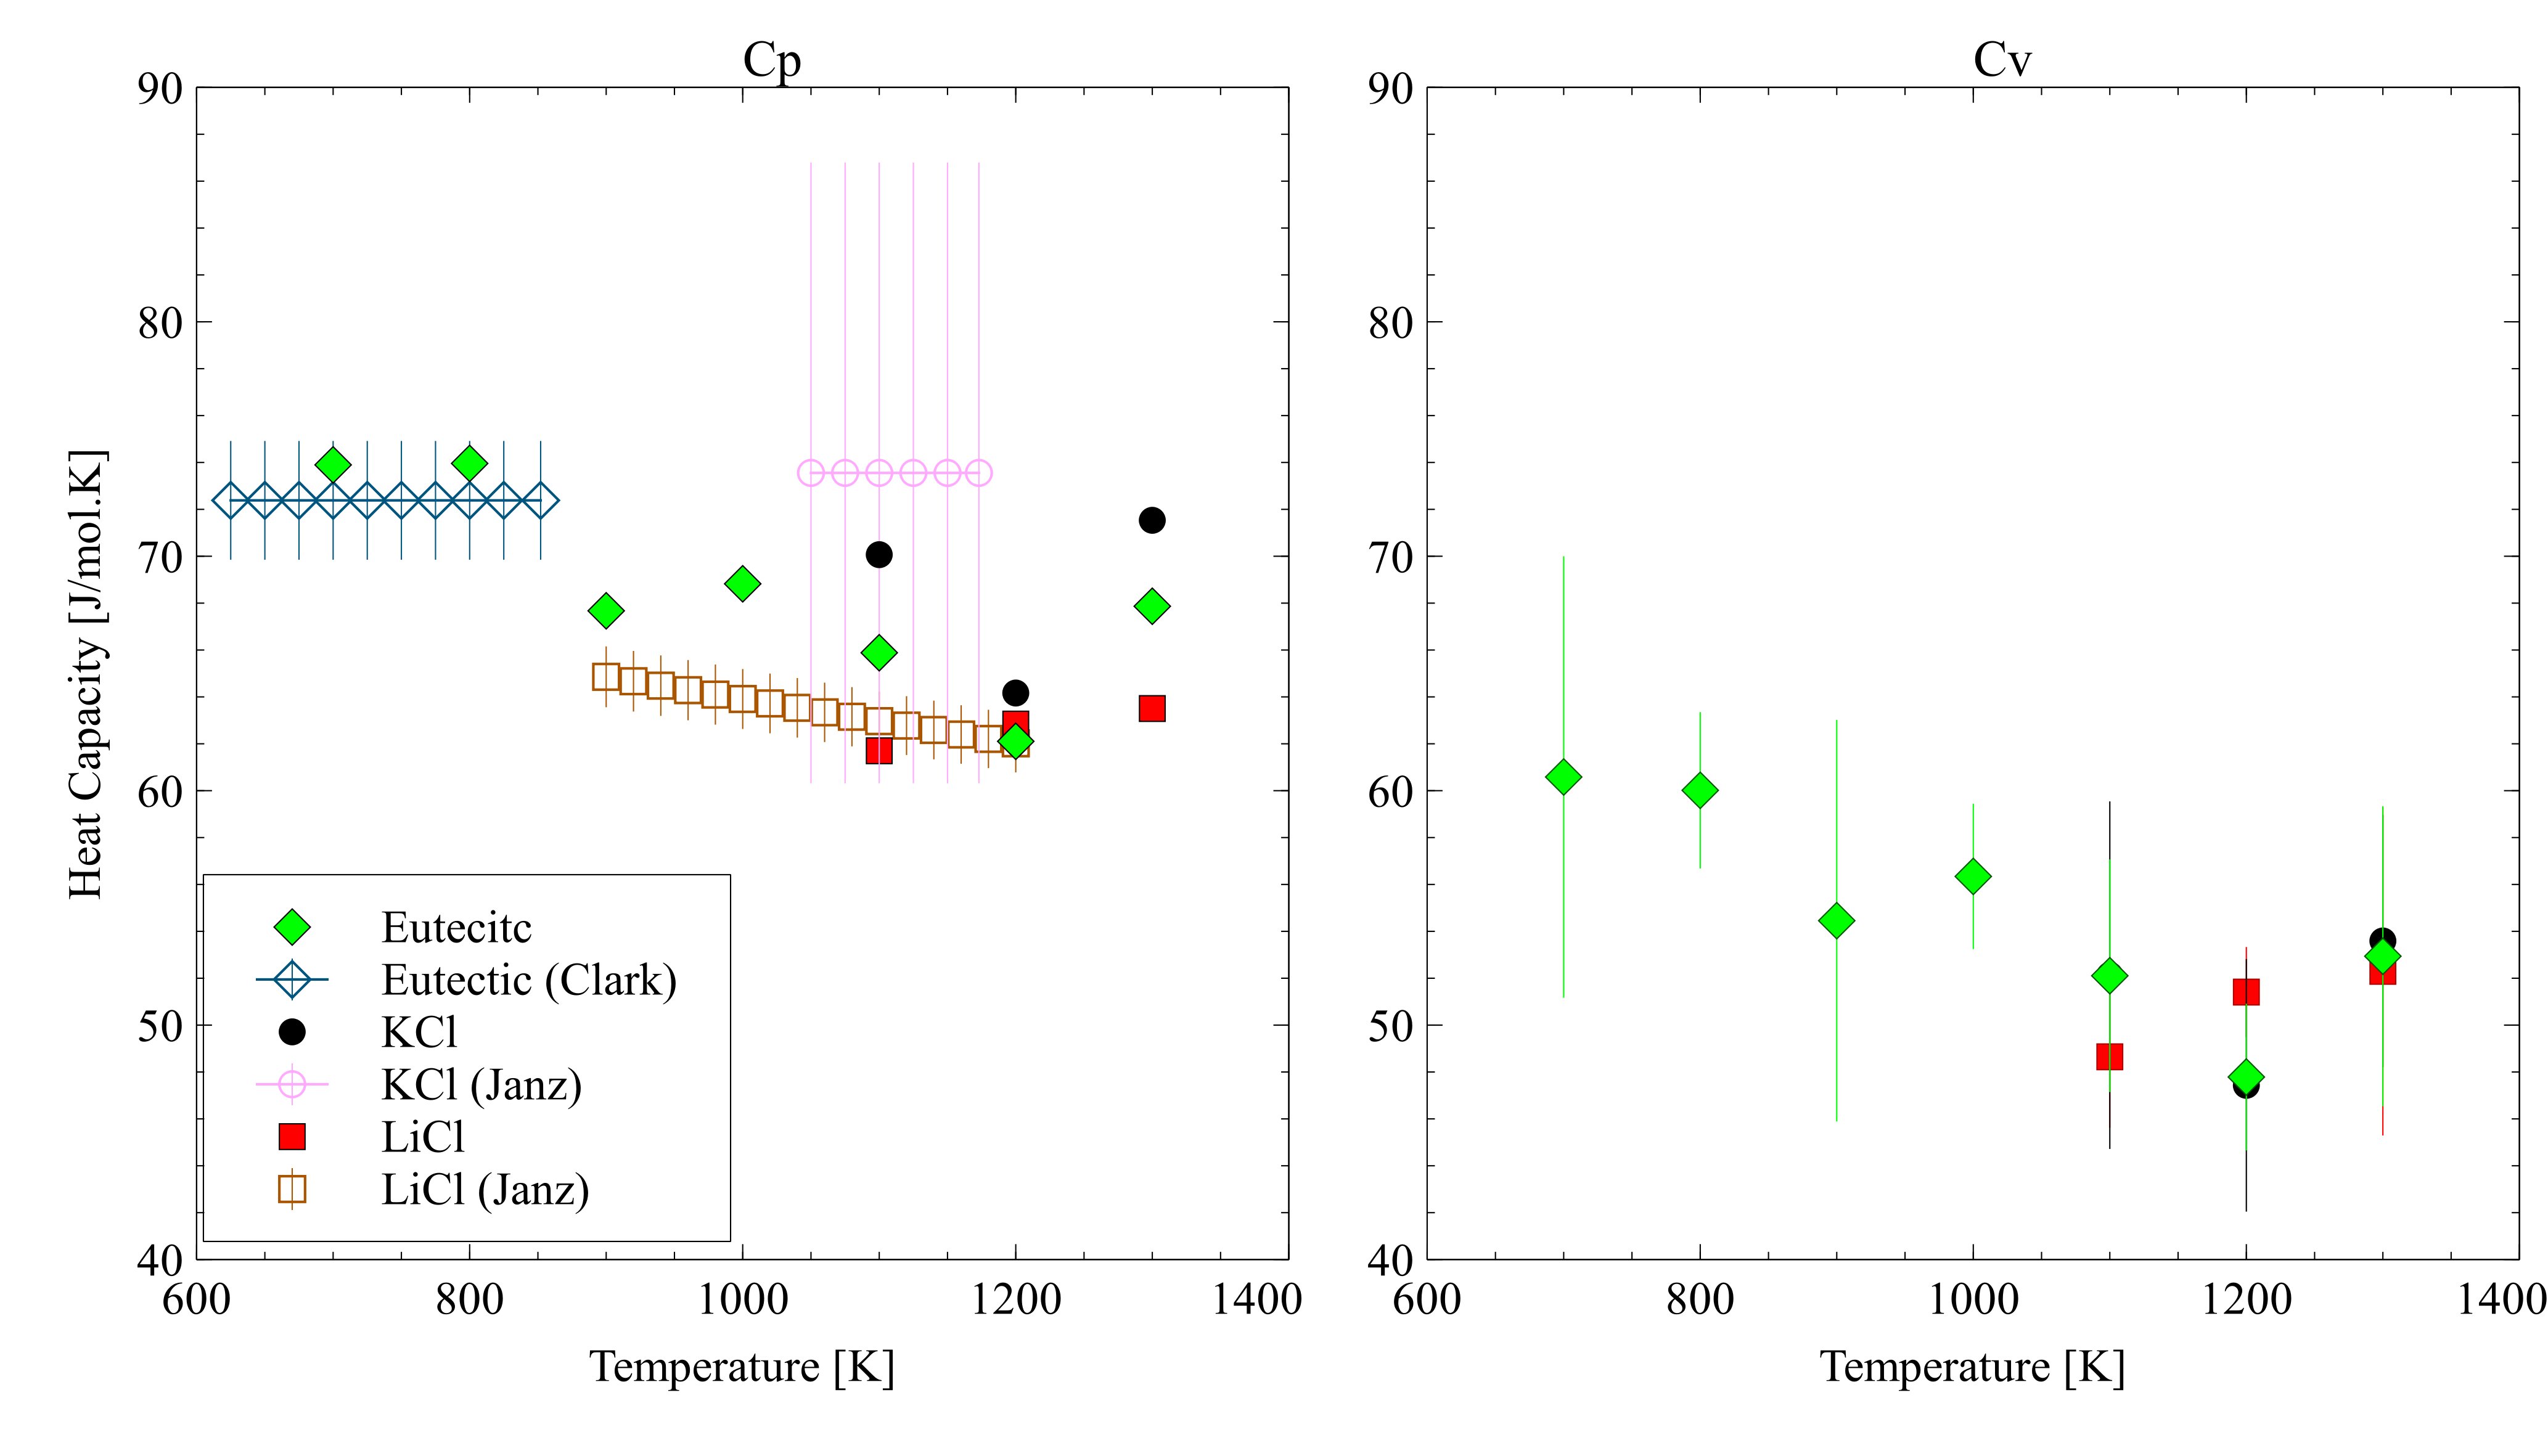 Cp
90
80
70
60
50
40
600
800
1000
1200
1400
Heat Capacity [J/mol.K]
Temperature [K]
Eutecitc
Eutectic (Clark)
KCl
KCl (Janz)
LiCl
LiCl (Janz)
Cv
90
80
70
60
50
40
600
800
1000
1200
1400
Temperature [K]